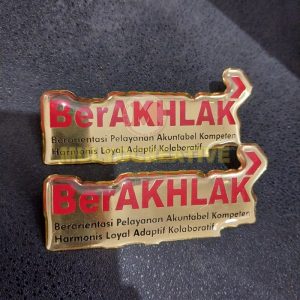 BerAKHLAK
Berorientasi Pelayanan Akuntabel Kompeten
Harmonis Loyal Adaptif Kolaboratif
BerAKHLAK
Berorientasi Pelayanan Akuntabel Kompeten
Harmonis Loyal Adaptif Kolaboratif